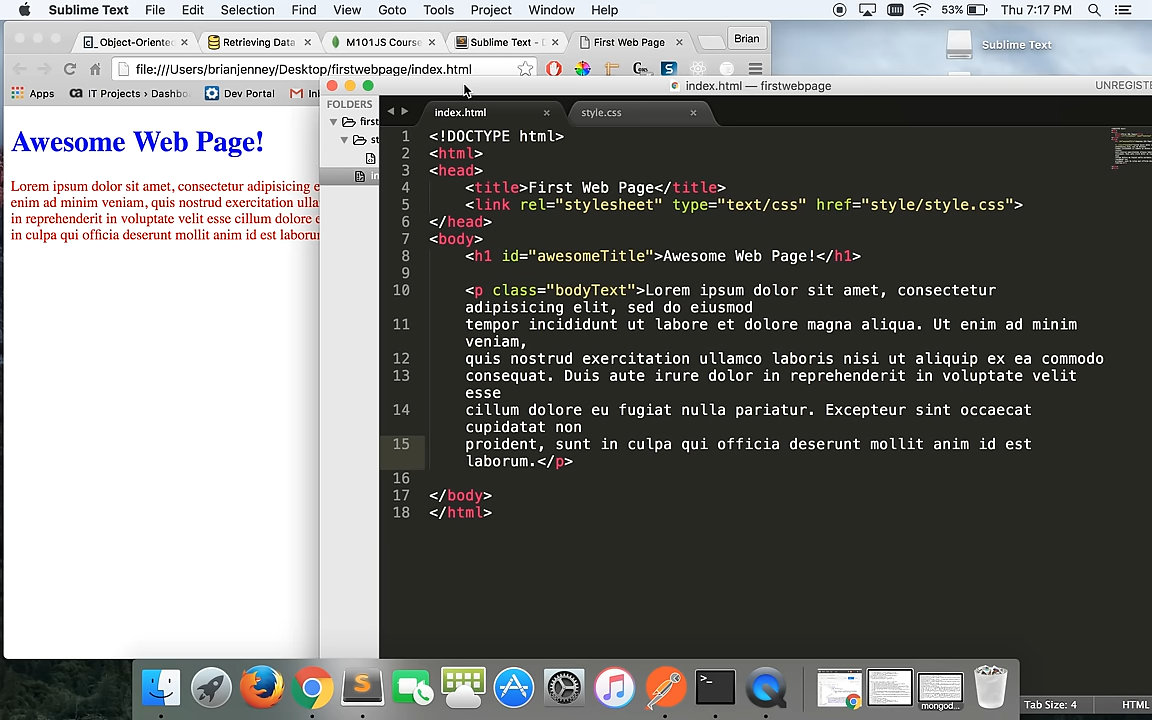 Sublime Text File Edit Selection Find View Goto Tools Project Window Help 53% Thu 7:17 PM
Sublime Text
Object-Oriente Retrieving Data M101JS Course Sublime Text - First Web Page Brian
file:///Users/brianjenney/Desktop/firstwebpage/index.html
Apps IT Projects > Dashbo Dev Portal
index.html — firstwebpage UNREGISTE
FOLDERS
index.html style.css
Awesome Web Page!
Lorem ipsum dolor sit amet, consectetur adipisicing e
enim ad minim veniam, quis nostrud exercitation ulla
in reprehenderit in voluptate velit esse cillum dolore e
in culpa qui officia deserunt mollit anim id est laborun
first
st
in
1 <!DOCTYPE html>
2 <html>
3 <head>
4 <title>First Web Page</title>
5 <link rel="stylesheet" type="text/css" href="style/style.css">
6 </head>
7 <body>
8 <h1 id="awesomeTitle">Awesome Web Page!</h1>
9
10 <p class="bodyText">Lorem ipsum dolor sit amet, consectetur
adipisicing elit, sed do eiusmod
11 tempor incididunt ut labore et dolore magna aliqua. Ut enim ad minim
veniam,
12 quis nostrud exercitation ullamco laboris nisi ut aliquip ex ea commodo
13 consequat. Duis aute irure dolor in reprehenderit in voluptate velit
esse
14 cillum dolore eu fugiat nulla pariatur. Excepteur sint occaecat
cupidatat non
15 proident, sunt in culpa qui officia deserunt mollit anim id est
laborum.</p>
16
17 </body>
18 </html>
mongod...
Tab Size: 4 HTML